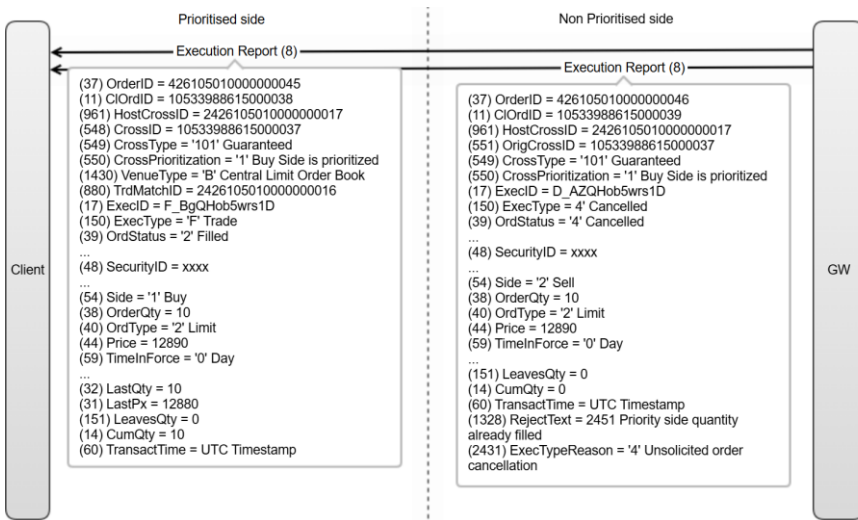 Prioritised side
Non Prioritised side
Execution Report (8)
Execution Report (8)
Client
(37) OrderID = 426105010000000045
(11) ClOrdID = 10533988615000038
(961) HostCrossID = 2426105010000000017
(548) CrossID = 10533988615000037
(549) CrossType = '101' Guaranteed
(550) CrossPrioritization = '1' Buy Side is prioritized
(1430) VenueType = 'B' Central Limit Order Book
(880) TrdMatchID = 2426105010000000016
(17) ExecID = F_BgQHob5wrs1D
(150) ExecType = 'F' Trade
(39) OrdStatus = '2' Filled
...
(48) SecurityID = xxxx
...
(54) Side = '1' Buy
(38) OrderQty = 10
(40) OrdType = '2' Limit
(44) Price = 12890
(59) TimeInForce = '0' Day
...
(32) LastQty = 10
(31) LastPx = 12880
(151) LeavesQty = 0
(14) CumQty = 10
(60) TransactTime = UTC Timestamp
(37) OrderID = 426105010000000046
(11) ClOrdID = 10533988615000039
(961) HostCrossID = 2426105010000000017
(551) OrigCrossID = 10533988615000037
(549) CrossType = '101' Guaranteed
(550) CrossPrioritization = '1' Buy Side is prioritized
(17) ExecID = D_AZQHob5wrs1D
(150) ExecType = 4' Cancelled
(39) OrdStatus = '4' Cancelled
...
(48) SecurityID = xxxx
...
(54) Side = '2' Sell
(38) OrderQty = 10
(40) OrdType = '2' Limit
(44) Price = 12890
(59) TimeInForce = '0' Day
...
(151) LeavesQty = 0
(14) CumQty = 0
(60) TransactTime = UTC Timestamp
(1328) RejectText = 2451 Priority side quantity
already filled
(2431) ExecTypeReason = '4' Unsolicited order
cancellation
GW